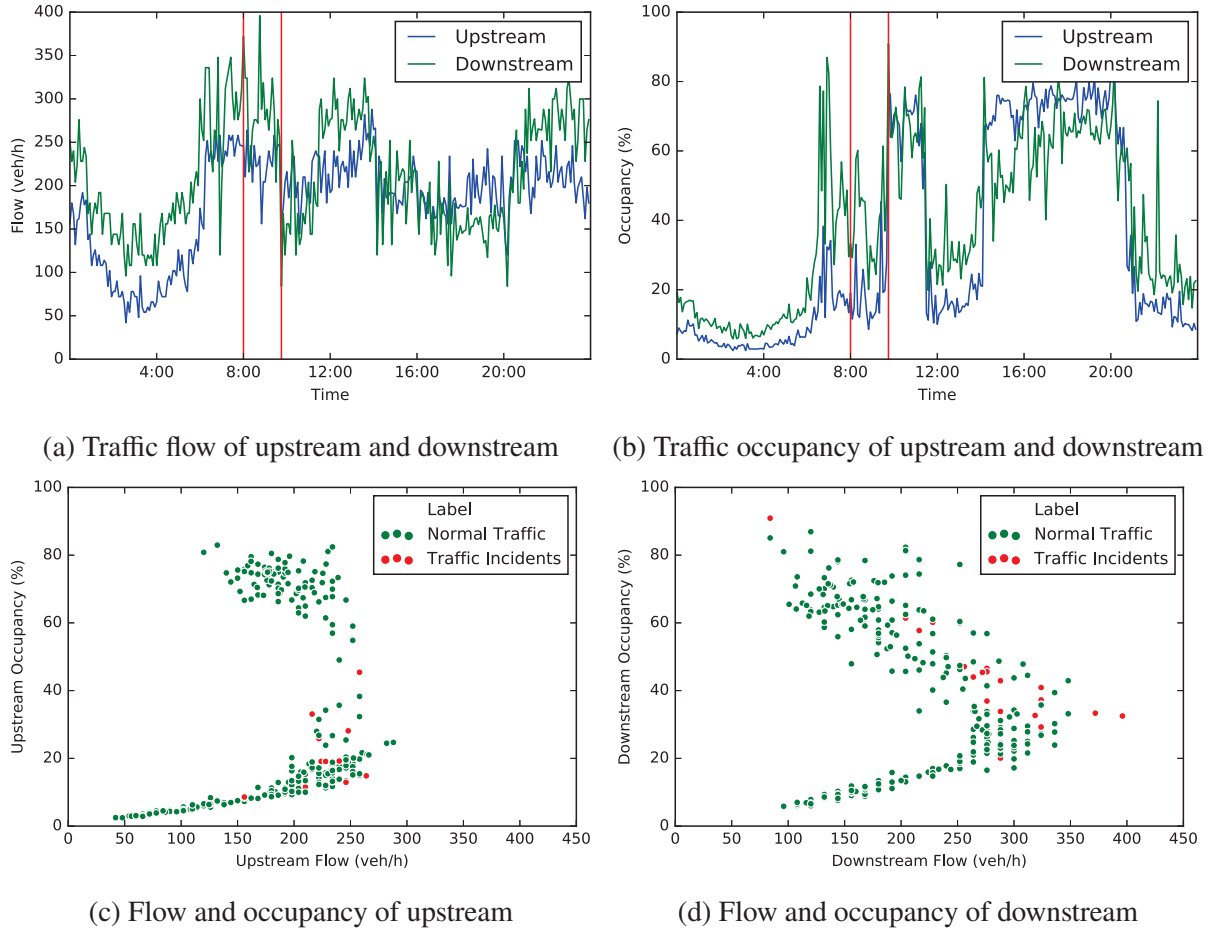 400
350
300
250
200
150
100
50
0
Flow (veh/h)
Upstream
Downstream
4:00 8:00 12:00 16:00 20:00
Time
100
80
60
40
20
0
Occupancy (%)
Upstream
Downstream
4:00 8:00 12:00 16:00 20:00
Time
(a) Traffic flow of upstream and downstream
(b) Traffic occupancy of upstream and downstream
100
80
60
40
20
0
Upstream Occupancy (%)
Label
Normal Traffic
Traffic Incidents
0 50 100 150 200 250 300 350 400 450
Upstream Flow (veh/h)
100
80
60
40
20
0
Downstream Occupancy (%)
Label
Normal Traffic
Traffic Incidents
0 50 100 150 200 250 300 350 400 450
Downstream Flow (veh/h)
(c) Flow and occupancy of upstream
(d) Flow and occupancy of downstream